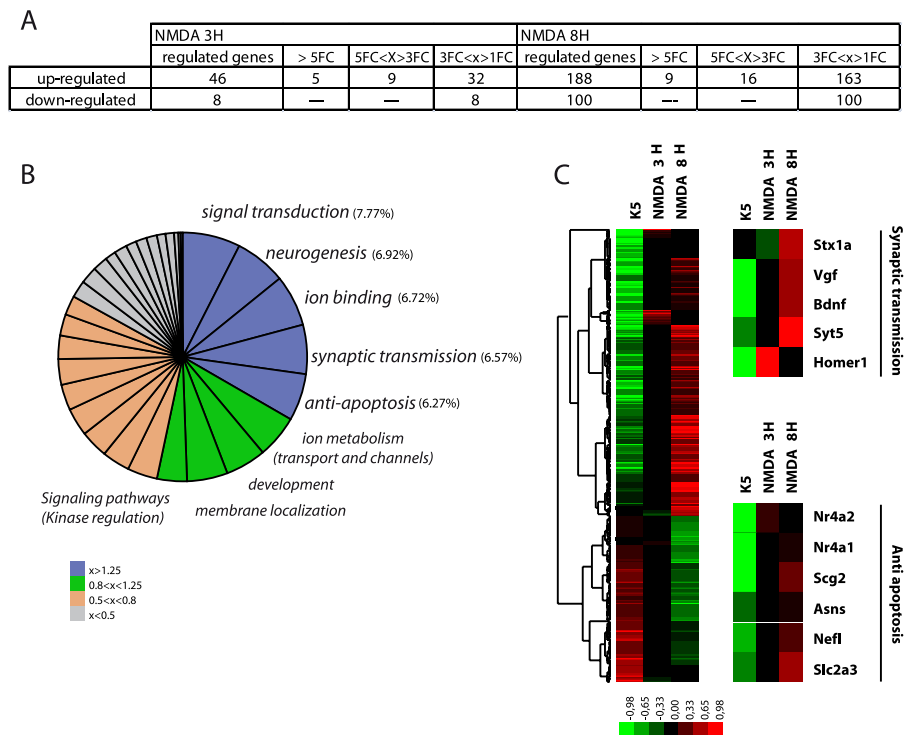 A
NMDA 3H NMDA 8H
regulated genes > 5FC 5FC<X>3FC 3FC<x>1FC regulated genes > 5FC 5FC<X>3FC 3FC<x>1FC
up-regulated 46 5 9 32 188 9 16 163
down-regulated 8 — — 8 100 -- — 100
B
signal transduction (7.77%)
neurogenesis (6.92%)
ion binding (6.72%)
synaptic transmission (6.57%)
anti-apoptosis (6.27%)
ion metabolism
(transport and channels)
development
membrane localization
Signaling pathways
(Kinase regulation)
x>1.25
0.8<x<1.25
0.5<x<0.8
x<0.5
C
K5 NMDA 3 H NMDA 8 H
-0,98 -0,65 -0,33 0,00 0,33 0,65 0,98
K5 NMDA 3H NMDA 8H
Stx1a
Vgf
Bdnf
Syt5
Homer1
Synaptic transmission
K5 NMDA 3H NMDA 8H
Nr4a2
Nr4a1
Scg2
Asns
Nefl
Slc2a3
Anti apoptosis